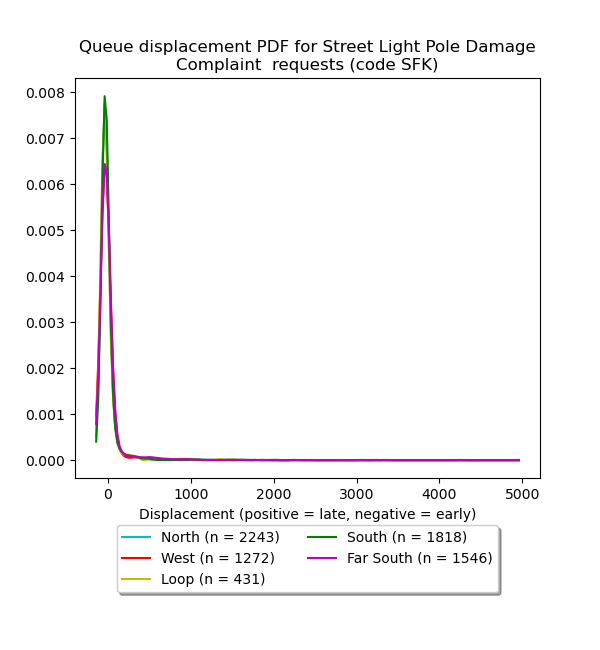 Queue displacement PDF for Street Light Pole Damage
Complaint  requests (code SFK)
0.008
0.007
0.006
0.005
0.004
0.003
0.002
0.001
0.000
0 1000 2000 3000 4000 5000
Displacement (positive = late, negative = early)
North (n = 2243) South (n = 1818)
West (n = 1272) Far South (n = 1546)
Loop (n = 431)